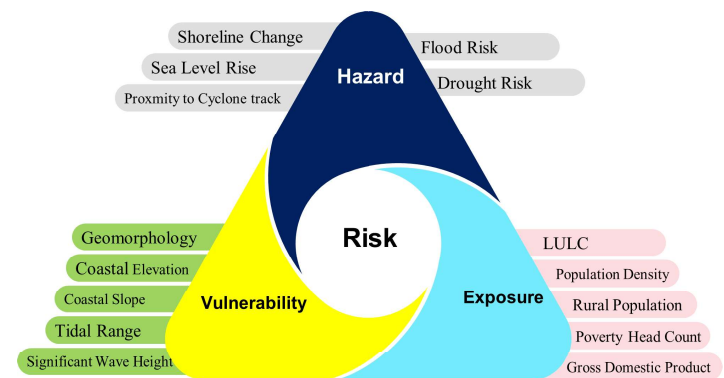 Shoreline Change
Sea Level Rise
Proxmity to Cyclone track
Hazard
Flood Risk
Drought Risk
Risk
Geomorphology
Coastal Elevation
Coastal Slope
Tidal Range
Significant Wave Height
Vulnerability
Exposure
LULC
Population Density
Rural Population
Poverty Head Count
Gross Domestic Product